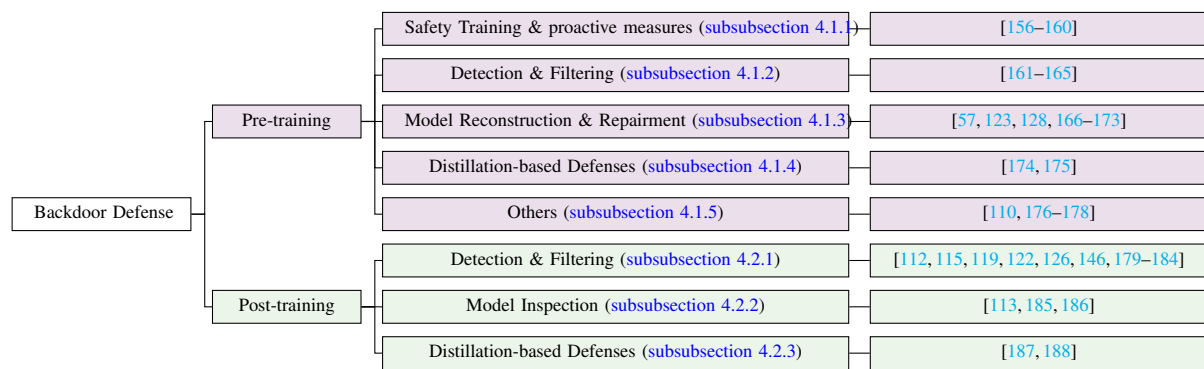 Safety Training & proactive measures (subsubsection 4.1.1)
[156–160]
Detection & Filtering (subsubsection 4.1.2)
[161–165]
Pre-training
Model Reconstruction & Repairment (subsubsection 4.1.3)
[57, 123, 128, 166–173]
Distillation-based Defenses (subsubsection 4.1.4)
[174, 175]
Backdoor Defense
Others (subsubsection 4.1.5)
[110, 176–178]
Detection & Filtering (subsubsection 4.2.1)
[112, 115, 119, 122, 126, 146, 179–184]
Post-training
Model Inspection (subsubsection 4.2.2)
[113, 185, 186]
Distillation-based Defenses (subsubsection 4.2.3)
[187, 188]